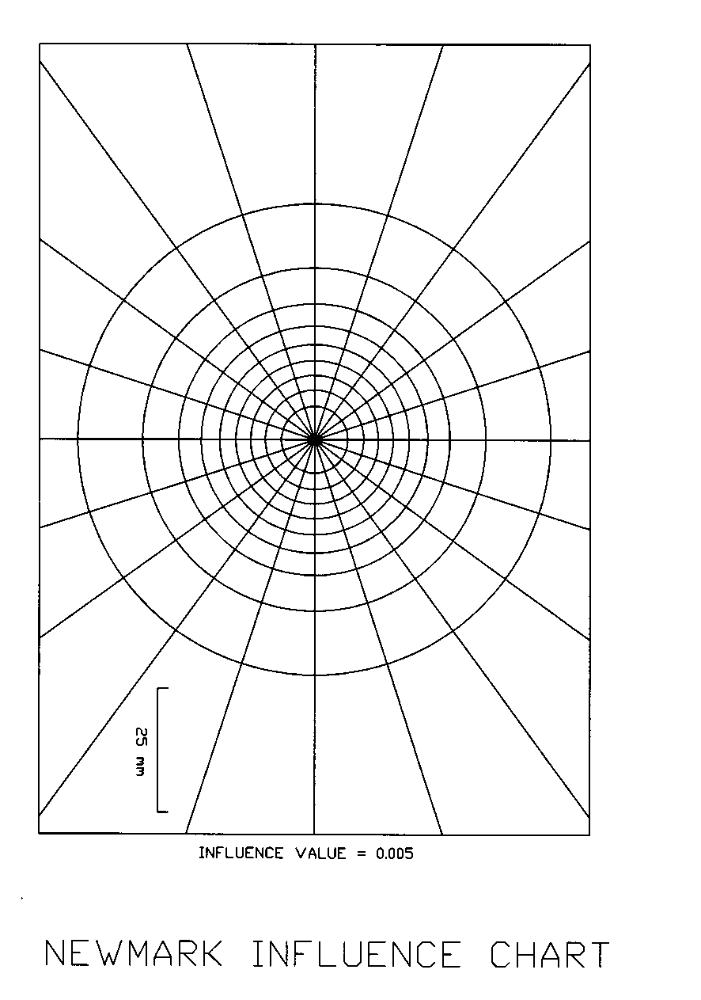 25 mm
INFLUENCE VALUE = 0.005
NEWMARK INFLUENCE CHART